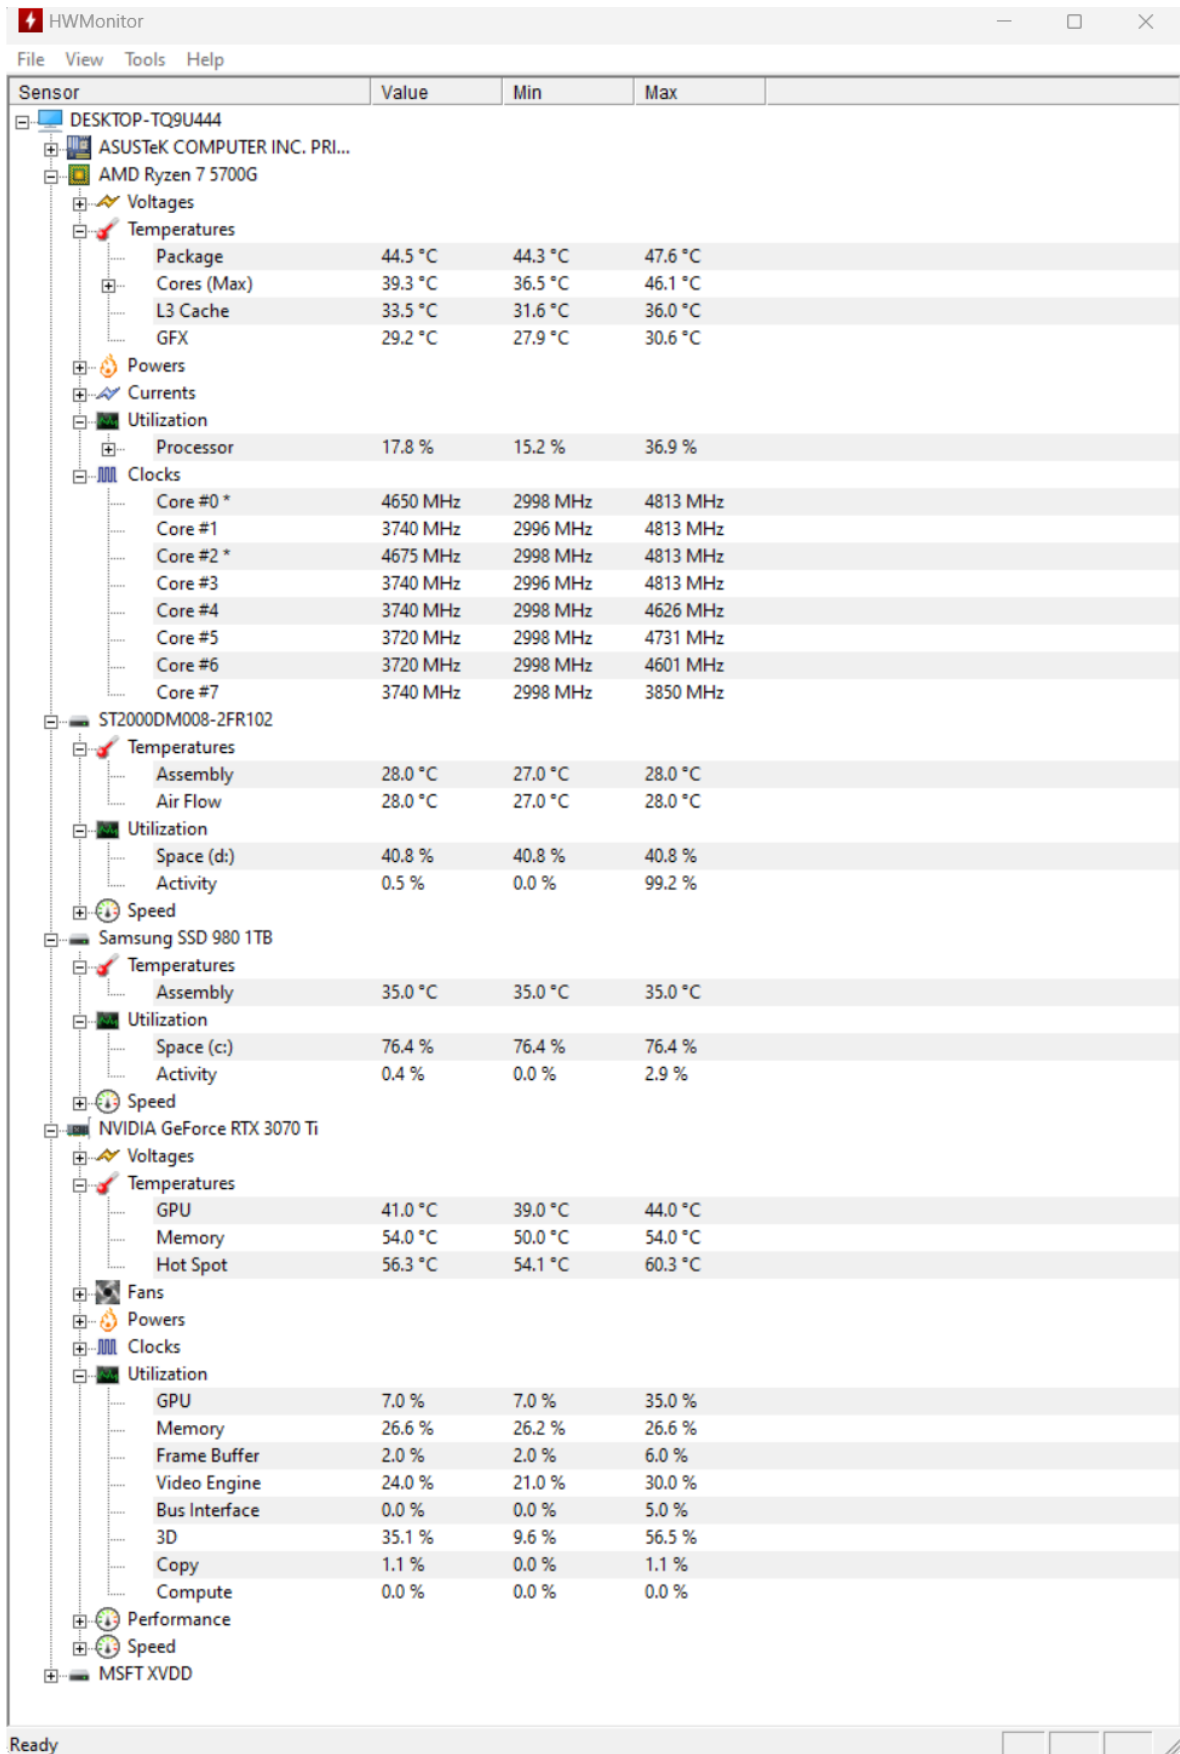 HWMonitor
File View Tools Help
Sensor Value Min Max
DESKTOP-TQ9U444
ASUSTeK COMPUTER INC. PRI...
AMD Ryzen 7 5700G
Voltages
Temperatures
Package 44.5 °C 44.3 °C 47.6 °C
Cores (Max) 39.3 °C 36.5 °C 46.1 °C
L3 Cache 33.5 °C 31.6 °C 36.0 °C
GFX 29.2 °C 27.9 °C 30.6 °C
Powers
Currents
Utilization
Processor 17.8 % 15.2 % 36.9 %
Clocks
Core #0 * 4650 MHz 2998 MHz 4813 MHz
Core #1 3740 MHz 2996 MHz 4813 MHz
Core #2 * 4675 MHz 2998 MHz 4813 MHz
Core #3 3740 MHz 2996 MHz 4813 MHz
Core #4 3740 MHz 2998 MHz 4626 MHz
Core #5 3720 MHz 2998 MHz 4731 MHz
Core #6 3720 MHz 2998 MHz 4601 MHz
Core #7 3740 MHz 2998 MHz 3850 MHz
ST2000DM008-2FR102
Temperatures
Assembly 28.0 °C 27.0 °C 28.0 °C
Air Flow 28.0 °C 27.0 °C 28.0 °C
Utilization
Space (d:) 40.8 % 40.8 % 40.8 %
Activity 0.5 % 0.0 % 99.2 %
Speed
Samsung SSD 980 1TB
Temperatures
Assembly 35.0 °C 35.0 °C 35.0 °C
Utilization
Space (c:) 76.4 % 76.4 % 76.4 %
Activity 0.4 % 0.0 % 2.9 %
Speed
NVIDIA GeForce RTX 3070 Ti
Voltages
Temperatures
GPU 41.0 °C 39.0 °C 44.0 °C
Memory 54.0 °C 50.0 °C 54.0 °C
Hot Spot 56.3 °C 54.1 °C 60.3 °C
Fans
Powers
Clocks
Utilization
GPU 7.0 % 7.0 % 35.0 %
Memory 26.6 % 26.2 % 26.6 %
Frame Buffer 2.0 % 2.0 % 6.0 %
Video Engine 24.0 % 21.0 % 30.0 %
Bus Interface 0.0 % 0.0 % 5.0 %
3D 35.1 % 9.6 % 56.5 %
Copy 1.1 % 0.0 % 1.1 %
Compute 0.0 % 0.0 % 0.0 %
Performance
Speed
MSFT XVDD
Ready